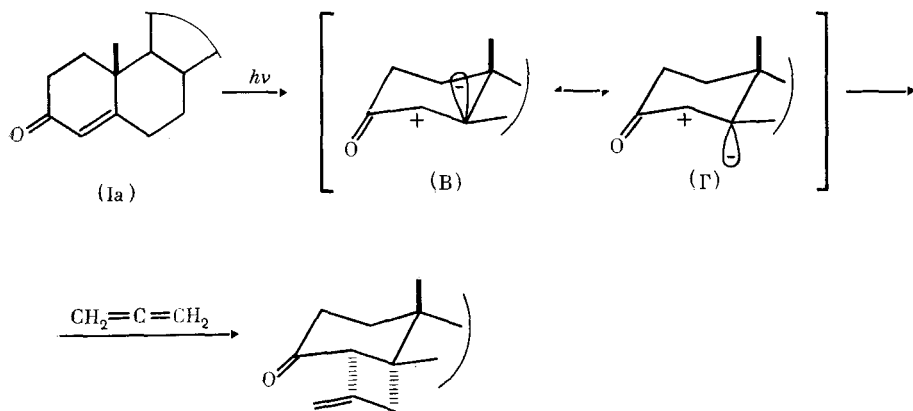 hν
O
(Ia)
O
+
-
(В)
O
+
-
(Г)
CH₂=C=CH₂
O